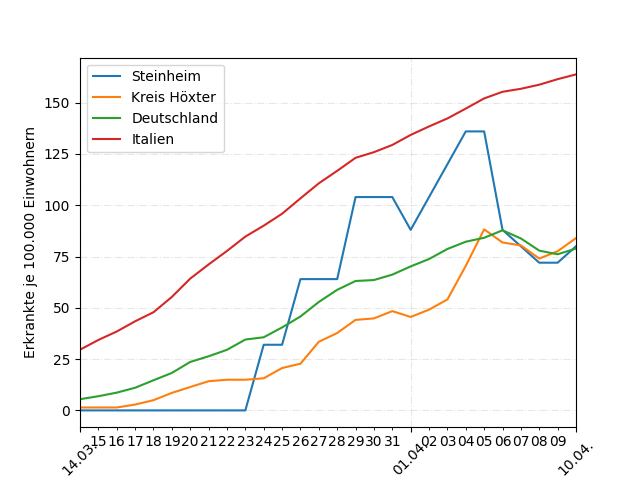 Steinheim
Kreis Höxter
Deutschland
Italien
Erkrankte je 100.000 Einwohnern
150
125
100
75
50
25
0
14.03. 15 16 17 18 19 20 21 22 23 24 25 26 27 28 29 30 31 01.04. 02 03 04 05 06 07 08 09 10.04.